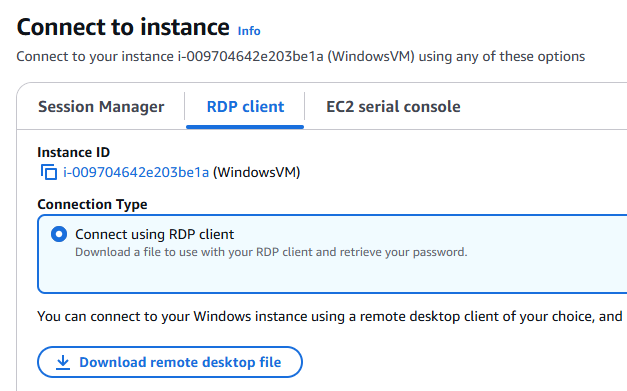 Connect to instance Info
Connect to your instance i-009704642e203be1a (WindowsVM) using any of these options
Session Manager RDP client EC2 serial console
Instance ID
i-009704642e203be1a (WindowsVM)
Connection Type
Connect using RDP client
Download a file to use with your RDP client and retrieve your password.
You can connect to your Windows instance using a remote desktop client of your choice, and
Download remote desktop file